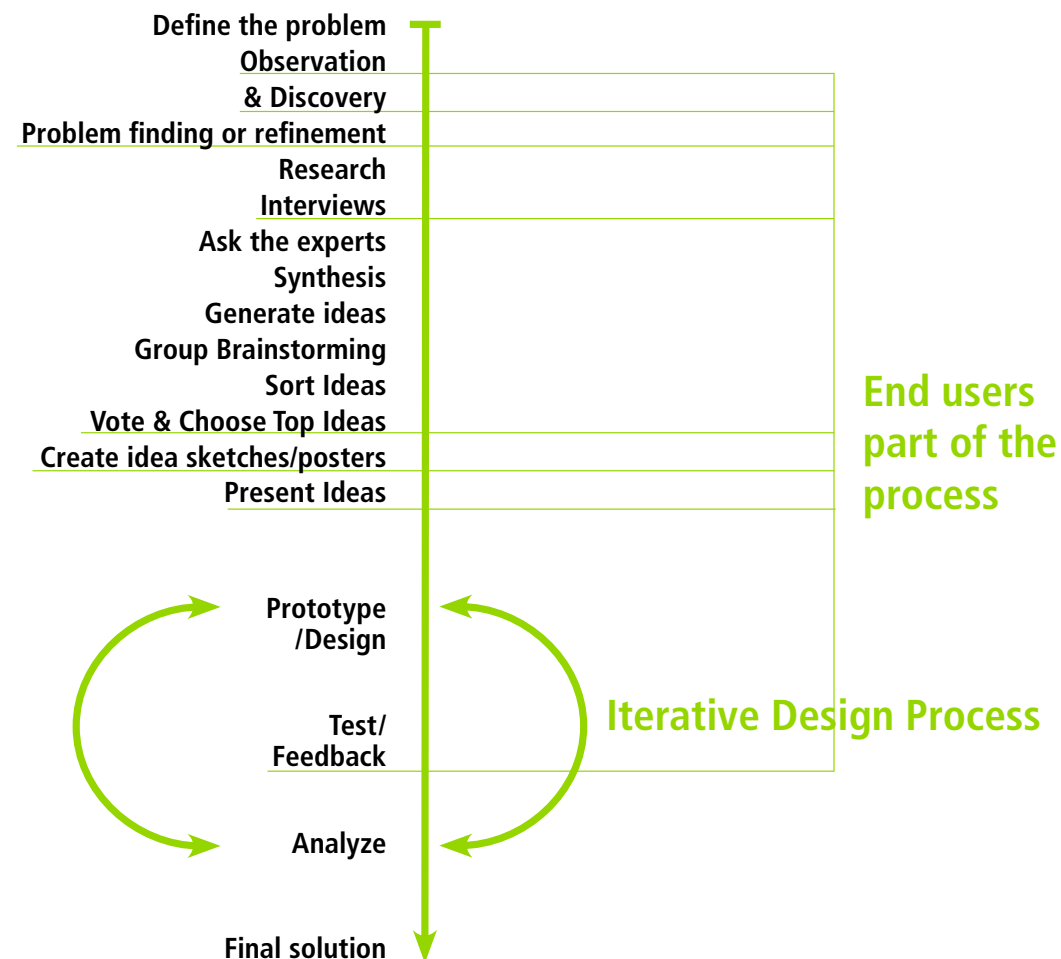 Define the problem
Observation
& Discovery
Problem finding or refinement
Research
Interviews
Ask the experts
Synthesis
Generate ideas
Group Brainstorming
Sort Ideas
Vote & Choose Top Ideas
Create idea sketches/posters
Present Ideas
End users
part of the
process
Prototype
/Design
Iterative Design Process
Test/
Feedback
Analyze
Final solution